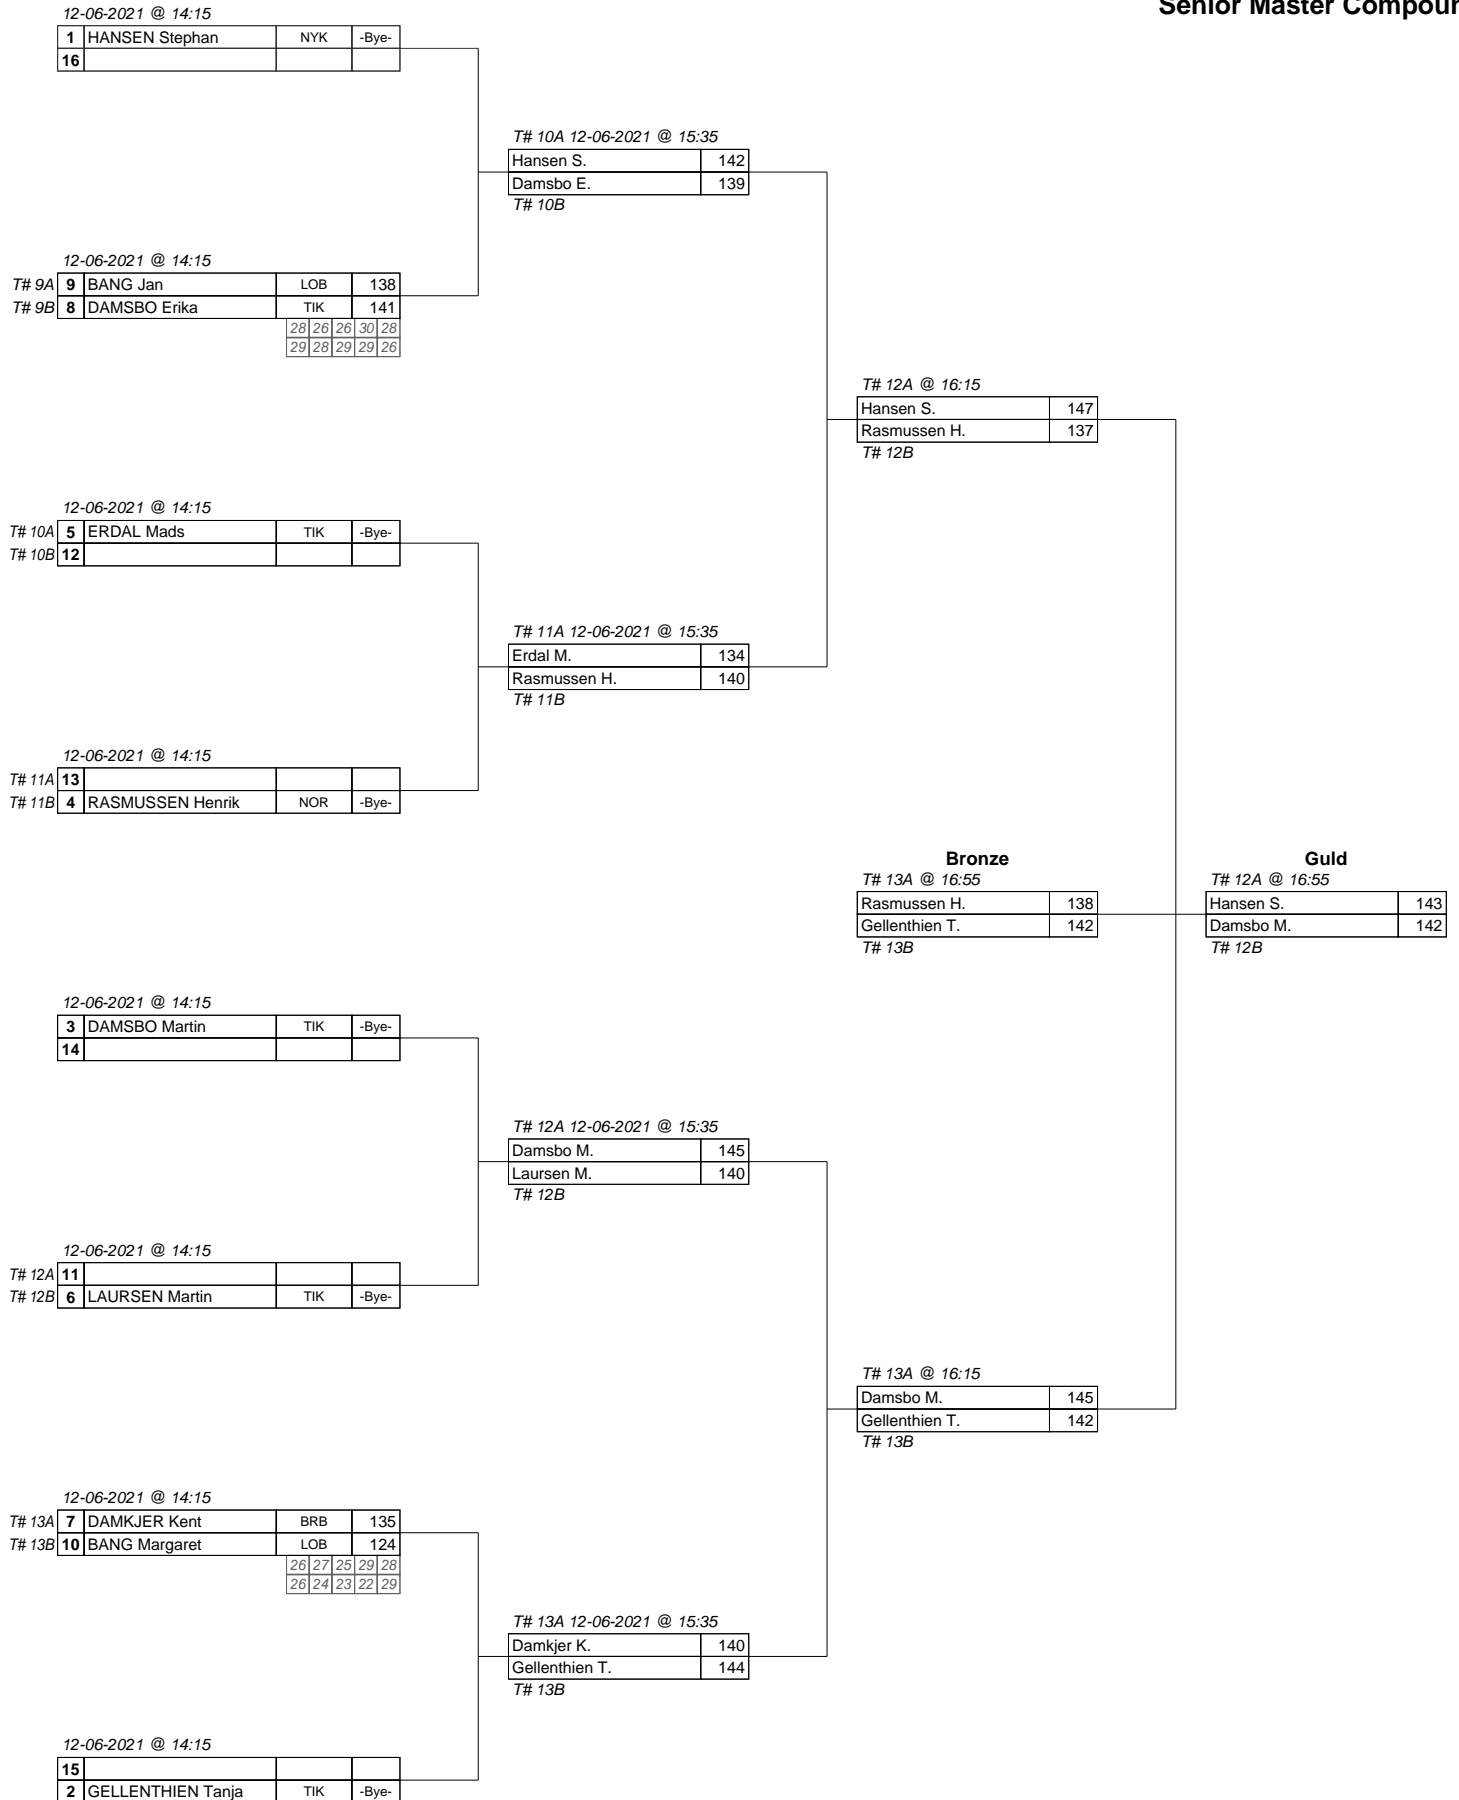 Senior Master Compoun
12-06-2021 @ 14:15
1 HANSEN Stephan NYK -Bye-
16
T# 10A 12-06-2021 @ 15:35
Hansen S. 142
Damsbo E. 139
T# 10B
12-06-2021 @ 14:15
T# 9A 9 BANG Jan LOB 138
T# 9B 8 DAMSBO Erika TIK 141
28 26 26 30 28
29 28 29 29 26
T# 12A @ 16:15
Hansen S. 147
Rasmussen H. 137
T# 12B
12-06-2021 @ 14:15
T# 10A 5 ERDAL Mads TIK -Bye-
T# 10B 12
T# 11A 12-06-2021 @ 15:35
Erdal M. 134
Rasmussen H. 140
T# 11B
12-06-2021 @ 14:15
T# 11A 13
T# 11B 4 RASMUSSEN Henrik NOR -Bye-
Bronze
T# 13A @ 16:55
Rasmussen H. 138
Gellenthien T. 142
T# 13B
Guld
T# 12A @ 16:55
Hansen S. 143
Damsbo M. 142
T# 12B
12-06-2021 @ 14:15
3 DAMSBO Martin TIK -Bye-
14
T# 12A 12-06-2021 @ 15:35
Damsbo M. 145
Laursen M. 140
T# 12B
12-06-2021 @ 14:15
T# 12A 11
T# 12B 6 LAURSEN Martin TIK -Bye-
T# 13A @ 16:15
Damsbo M. 145
Gellenthien T. 142
T# 13B
12-06-2021 @ 14:15
T# 13A 7 DAMKJER Kent BRB 135
T# 13B 10 BANG Margaret LOB 124
26 27 25 29 28
26 24 23 22 29
T# 13A 12-06-2021 @ 15:35
Damkjer K. 140
Gellenthien T. 144
T# 13B
12-06-2021 @ 14:15
15
2 GELLENTHIEN Tanja TIK -Bye-